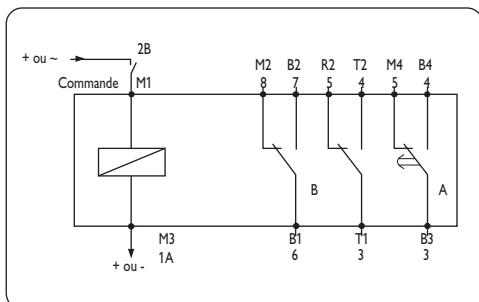 2B
+ ou ~
Commande M1
M2 B2 R2 T2 M4 B4
8 7 5 4 5 4
B A
M3 B1 T1 B3
1A 6 3 3
+ ou -